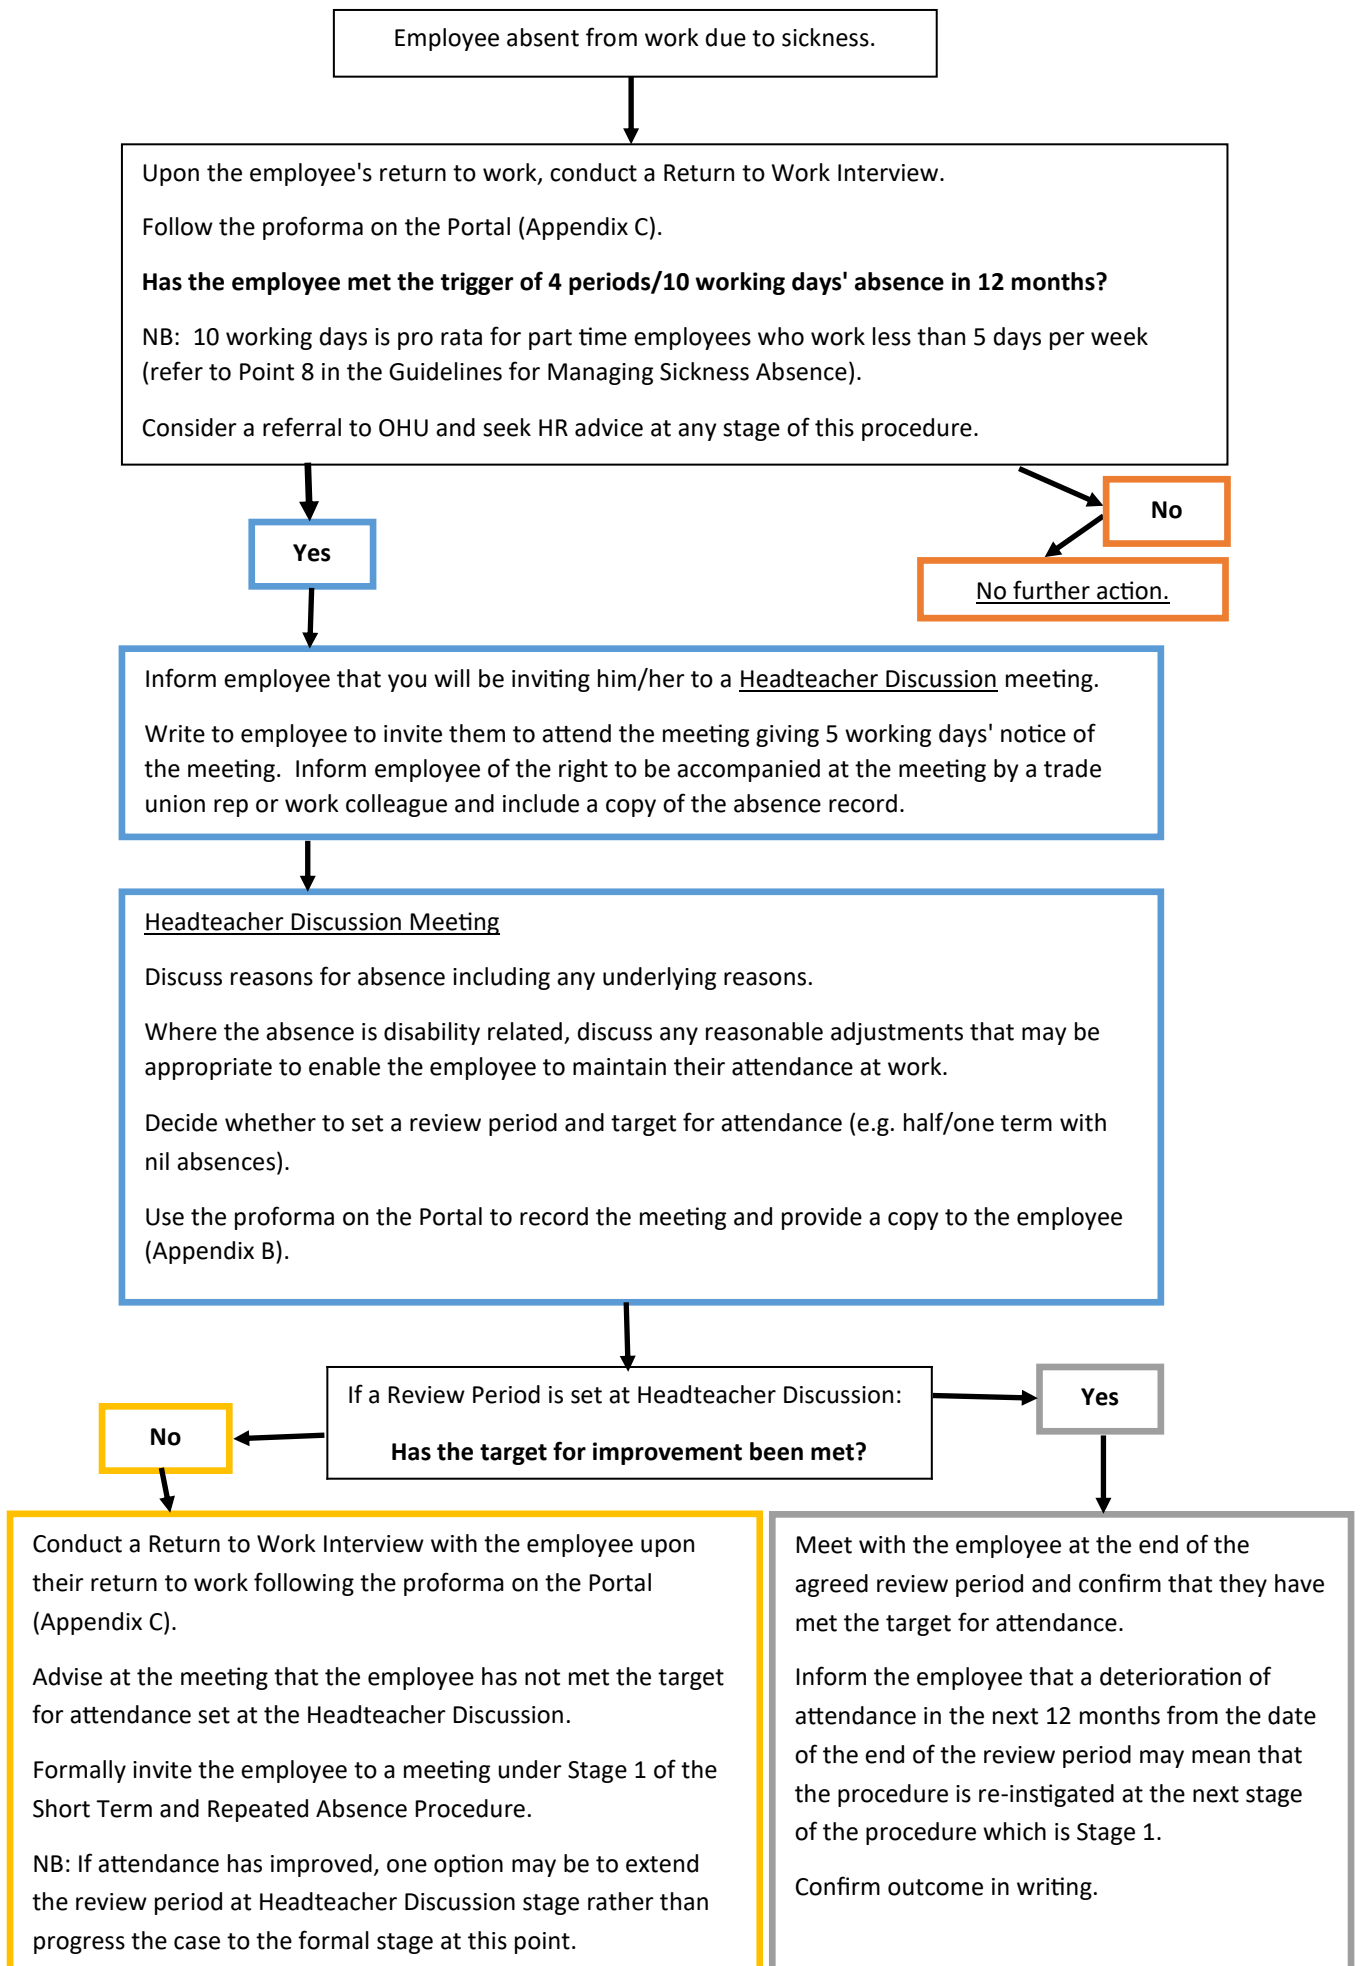 Employee absent from work due to sickness.
Upon the employee's return to work, conduct a Return to Work Interview.
Follow the proforma on the Portal (Appendix C).
Has the employee met the trigger of 4 periods/10 working days' absence in 12 months?
NB:  10 working days is pro rata for part time employees who work less than 5 days per week
(refer to Point 8 in the Guidelines for Managing Sickness Absence).
Consider a referral to OHU and seek HR advice at any stage of this procedure.
No
Yes
No further action.
Inform employee that you will be inviting him/her to a Headteacher Discussion meeting.
Write to employee to invite them to attend the meeting giving 5 working days' notice of
the meeting.  Inform employee of the right to be accompanied at the meeting by a trade
union rep or work colleague and include a copy of the absence record.
Headteacher Discussion Meeting
Discuss reasons for absence including any underlying reasons.
Where the absence is disability related, discuss any reasonable adjustments that may be
appropriate to enable the employee to maintain their attendance at work.
Decide whether to set a review period and target for attendance (e.g. half/one term with
nil absences).
Use the proforma on the Portal to record the meeting and provide a copy to the employee
(Appendix B).
If a Review Period is set at Headteacher Discussion:
Has the target for improvement been met?
Yes
No
Conduct a Return to Work Interview with the employee upon
their return to work following the proforma on the Portal
(Appendix C).
Advise at the meeting that the employee has not met the target
for attendance set at the Headteacher Discussion.
Formally invite the employee to a meeting under Stage 1 of the
Short Term and Repeated Absence Procedure.
NB: If attendance has improved, one option may be to extend
the review period at Headteacher Discussion stage rather than
progress the case to the formal stage at this point.
Meet with the employee at the end of the
agreed review period and confirm that they have
met the target for attendance.
Inform the employee that a deterioration of
attendance in the next 12 months from the date
of the end of the review period may mean that
the procedure is re-instigated at the next stage
of the procedure which is Stage 1.
Confirm outcome in writing.